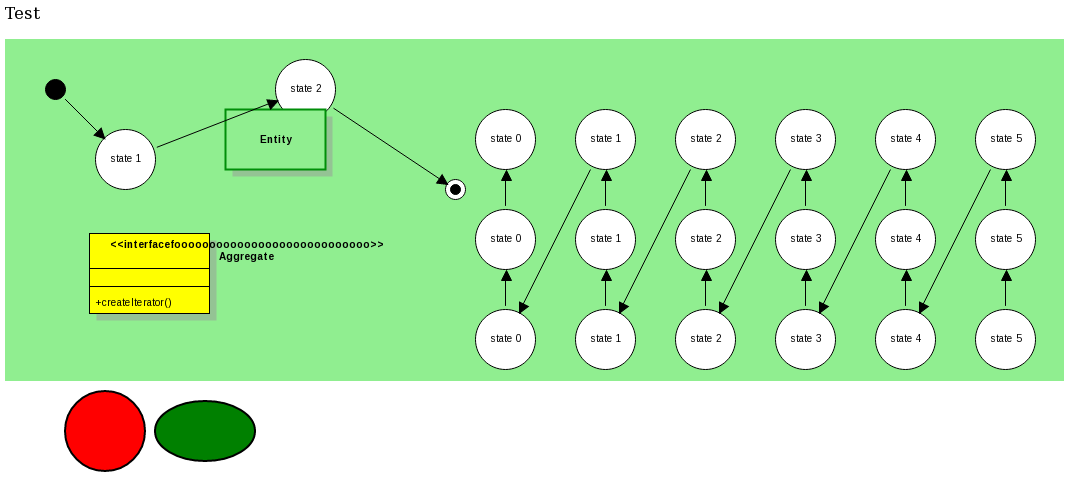 Test
state 2
state 1
Entity
<<interfacefoooooooooooooooooooooooooooo>>
Aggregate
+createIterator()
state 0 state 1 state 2 state 3 state 4 state 5
state 0 state 1 state 2 state 3 state 4 state 5
state 0 state 1 state 2 state 3 state 4 state 5